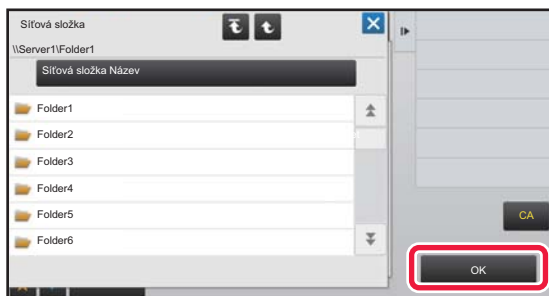 Síťová složka
\\Server1\Folder1
Síťová složka Název
Folder1
Folder2
Folder3
Folder4
Folder5
Folder6
CA
OK